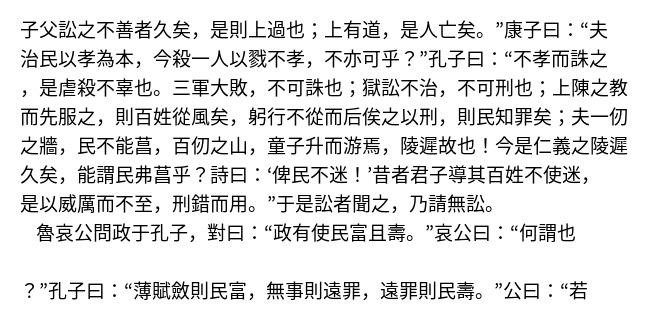 子父訟之不善者久矣，是則上過也；上有道，是人亡矣。”康子曰：“夫
治民以孝為本，今殺一人以戮不孝，不亦可乎？”孔子曰：“不孝而誅之
，是虐殺不辜也。三軍大敗，不可誅也；獄訟不治，不可刑也；上陳之教
而先服之，則百姓從風矣，躬行不從而后俟之以刑，則民知罪矣；夫一仞
之牆，民不能踰，百仞之山，童子升而游焉，陵遲故也！今是仁義之陵遲
久矣，能謂民弗踰乎？詩曰：‘俾民不迷！’昔者君子導其百姓不使迷，
是以威厲而不至，刑錯而用。”于是訟者聞之，乃請無訟。
魯哀公問政于孔子，對曰：“政有使民富且壽。”哀公曰：“何謂也
？”孔子曰：“薄賦斂則民富，無事則遠罪，遠罪則民壽。”公曰：“若